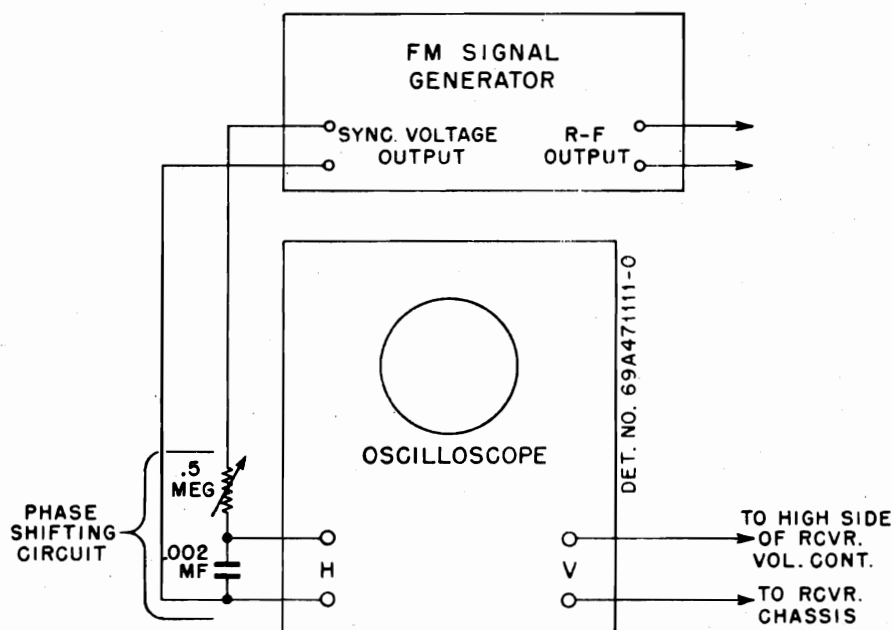 FM SIGNAL
GENERATOR
SYNC. VOLTAGE
OUTPUT
R-F
OUTPUT
DET. NO. 69A471111-0
OSCILLOSCOPE
.5
MEG
PHASE
SHIFTING
CIRCUIT
.002
MF
H
V
TO HIGH SIDE
OF RCVR.
VOL. CONT.
TO RCVR.
CHASSIS